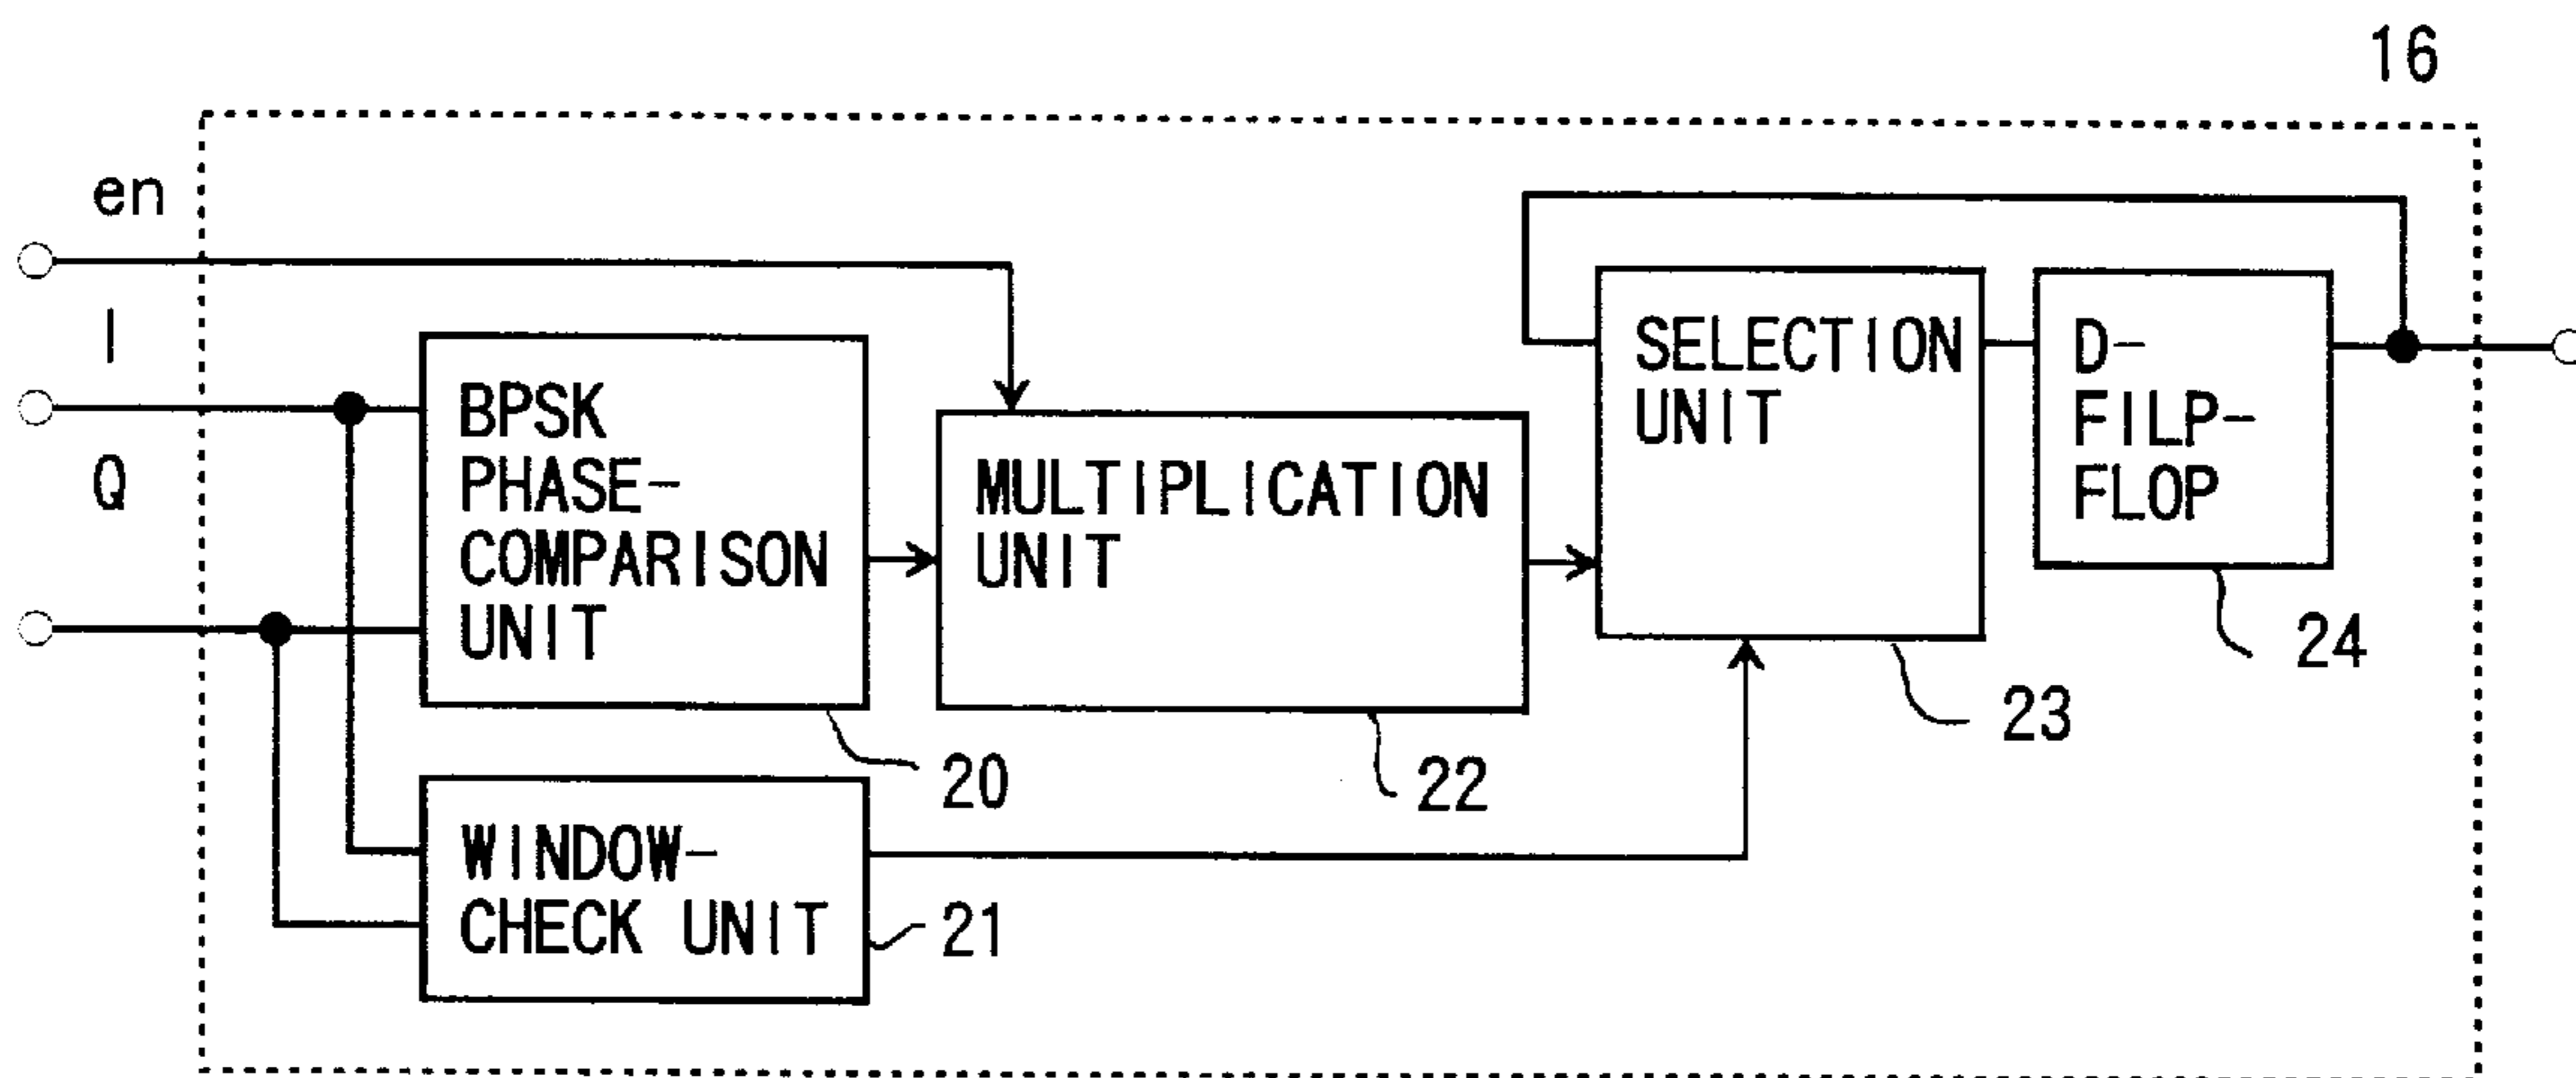 16
en
I
Q
BPSK
PHASE-
COMPARISON
UNIT
20
WINDOW-
CHECK UNIT
21
MULTIPLICATION
UNIT
22
SELECTION
UNIT
23
D-
FILP-
FLOP
24